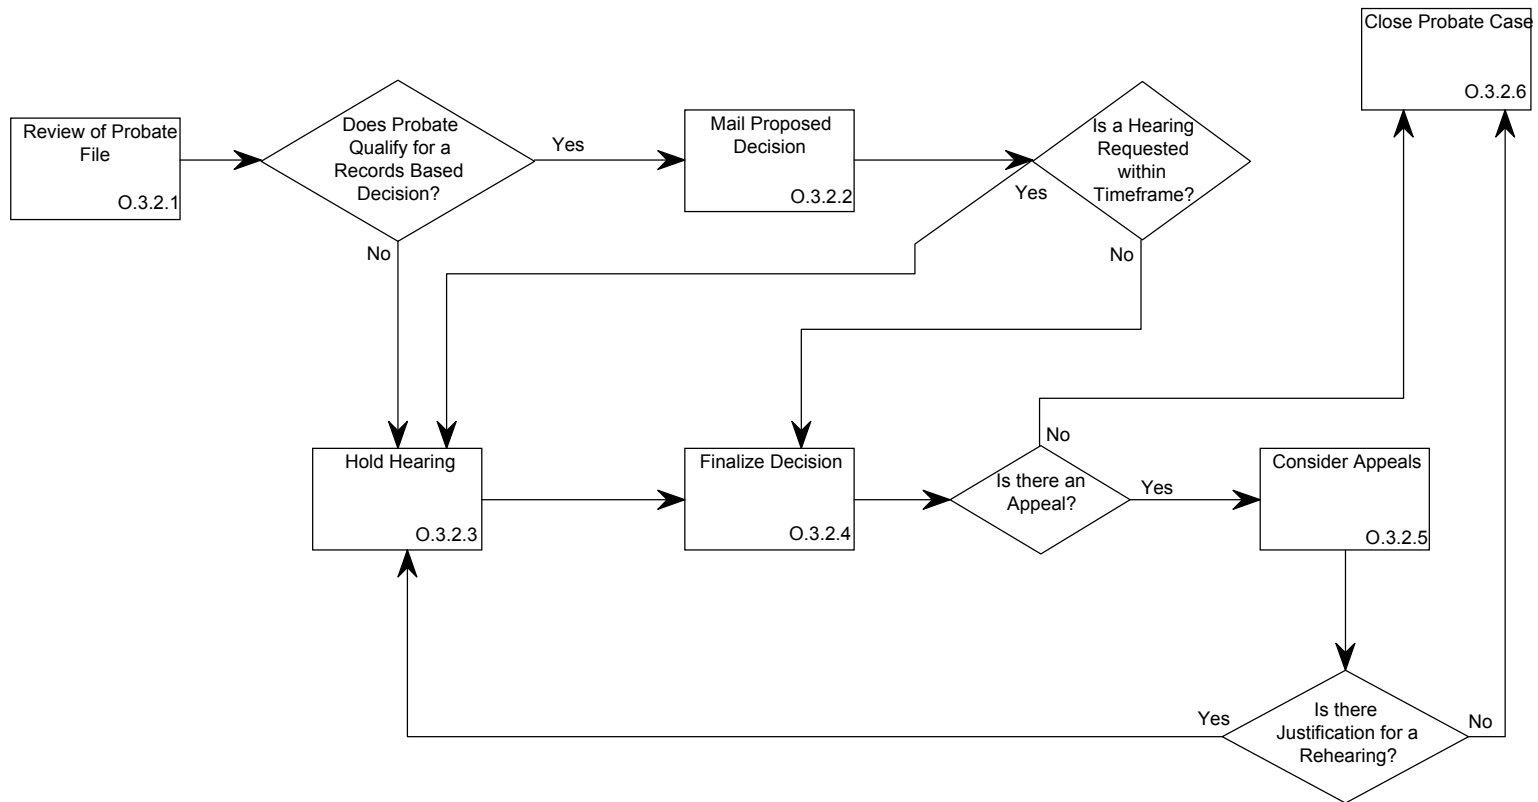 Close Probate Case
O.3.2.6
Review of Probate
File
O.3.2.1
Does Probate
Qualify for a
Records Based
Decision?
Yes
No
Mail Proposed
Decision
O.3.2.2
Is a Hearing
Requested
within
Timeframe?
Yes
No
Hold Hearing
O.3.2.3
Finalize Decision
O.3.2.4
Is there an
Appeal?
No
Yes
Consider Appeals
O.3.2.5
Is there
Justification for a
Rehearing?
Yes
No